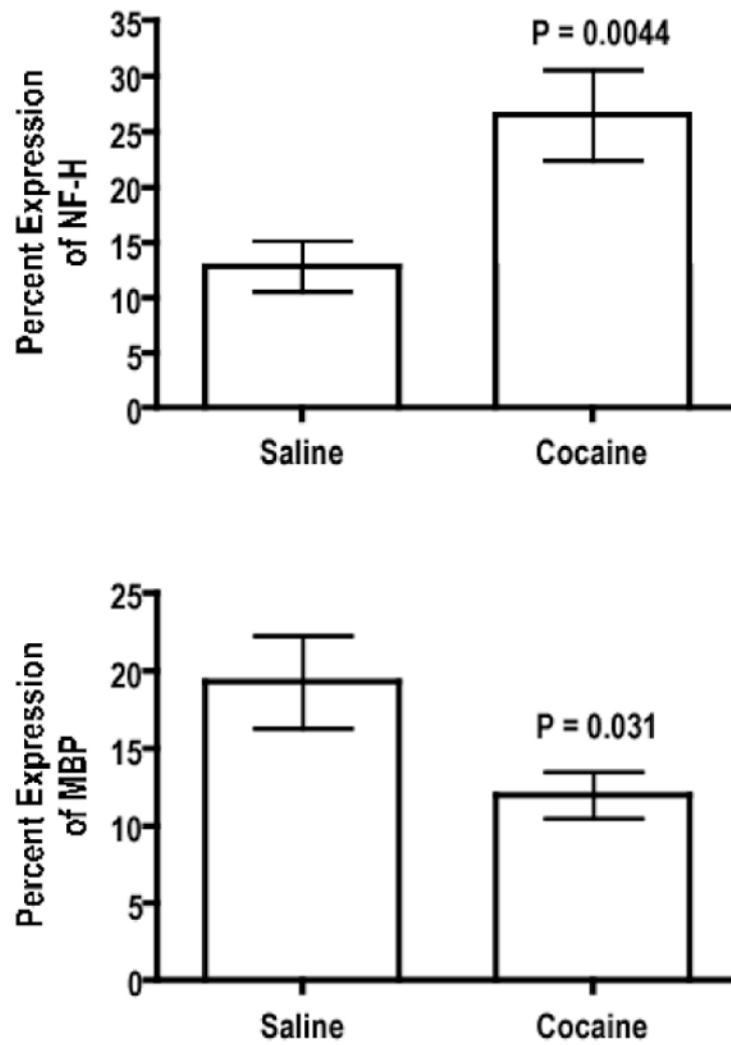 35
P = 0.0044
30
25
20
15
10
5
0
Percent Expression
of NF-H
Saline Cocaine
25
20
P = 0.031
15
10
5
0
Percent Expression
of MBP
Saline Cocaine